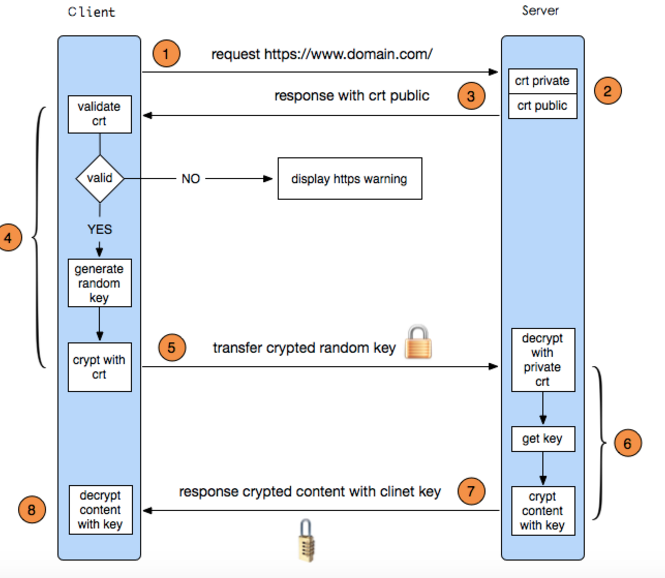 Client
Server
1
request https://www.domain.com/
crt private
crt public
2
response with crt public
3
validate
crt
valid
NO
display https warning
YES
4
generate
random
key
crypt with
crt
5
transfer crypted random key
decrypt
with
private
crt
get key
6
crypt
content
with key
response crypted content with clinet key
7
8
decrypt
content
with key